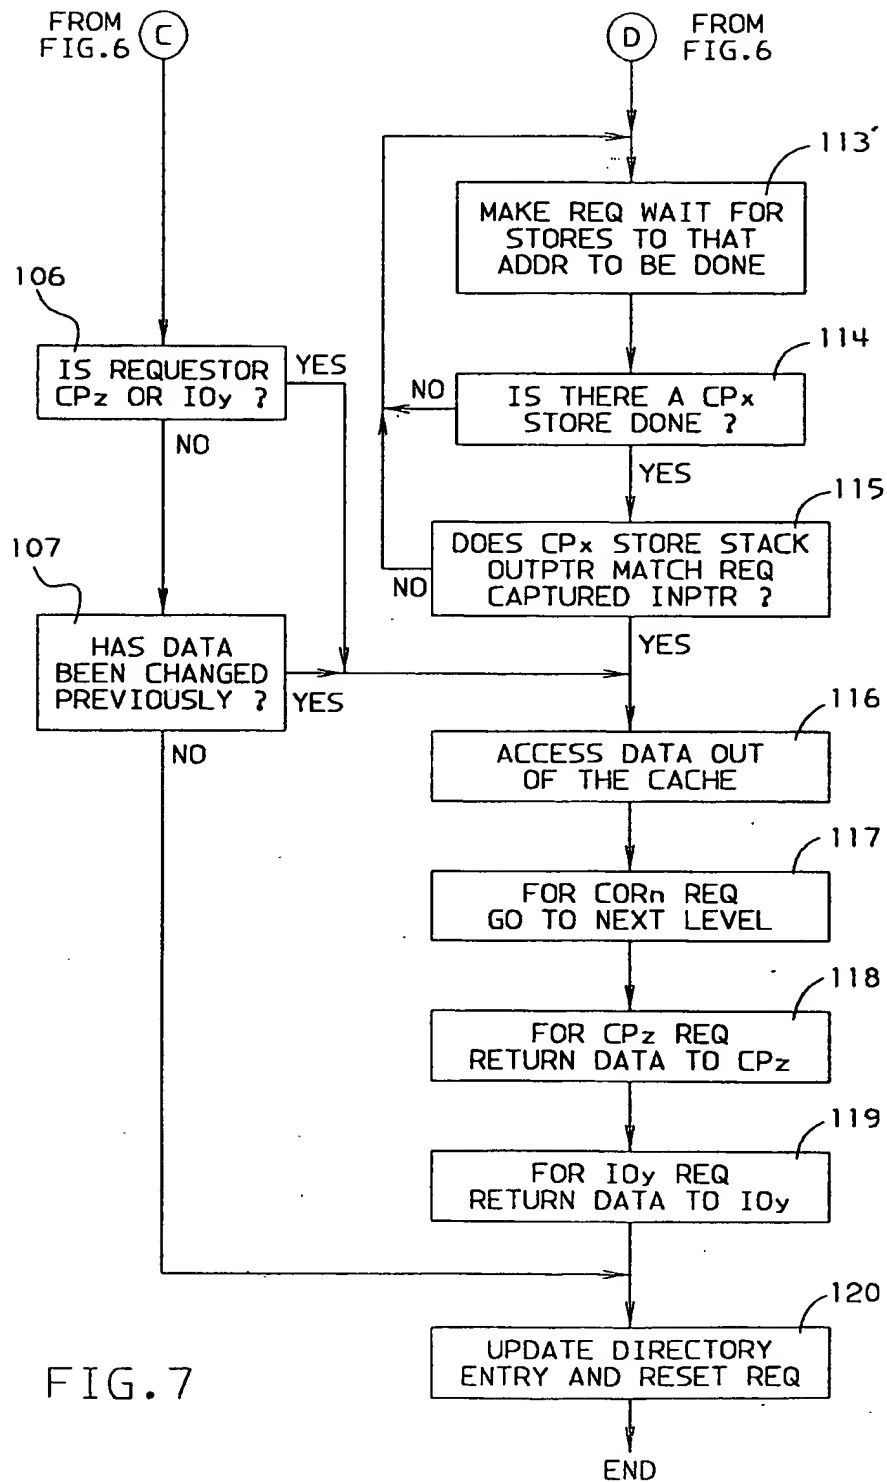 FROM
FIG.6
C
D
FROM
FIG.6
113'
MAKE REQ WAIT FOR
STORES TO THAT
ADDR TO BE DONE
106
IS REQUESTOR
CPz OR IOy ?
YES
NO
114
IS THERE A CPx
STORE DONE ?
NO
YES
115
DOES CPx STORE STACK
OUTPTR MATCH REQ
CAPTURED INPTR ?
NO
YES
107
HAS DATA
BEEN CHANGED
PREVIOUSLY ?
YES
NO
116
ACCESS DATA OUT
OF THE CACHE
117
FOR CORn REQ
GO TO NEXT LEVEL
118
FOR CPz REQ
RETURN DATA TO CPz
119
FOR IOy REQ
RETURN DATA TO IOy
120
UPDATE DIRECTORY
ENTRY AND RESET REQ
FIG.7
END